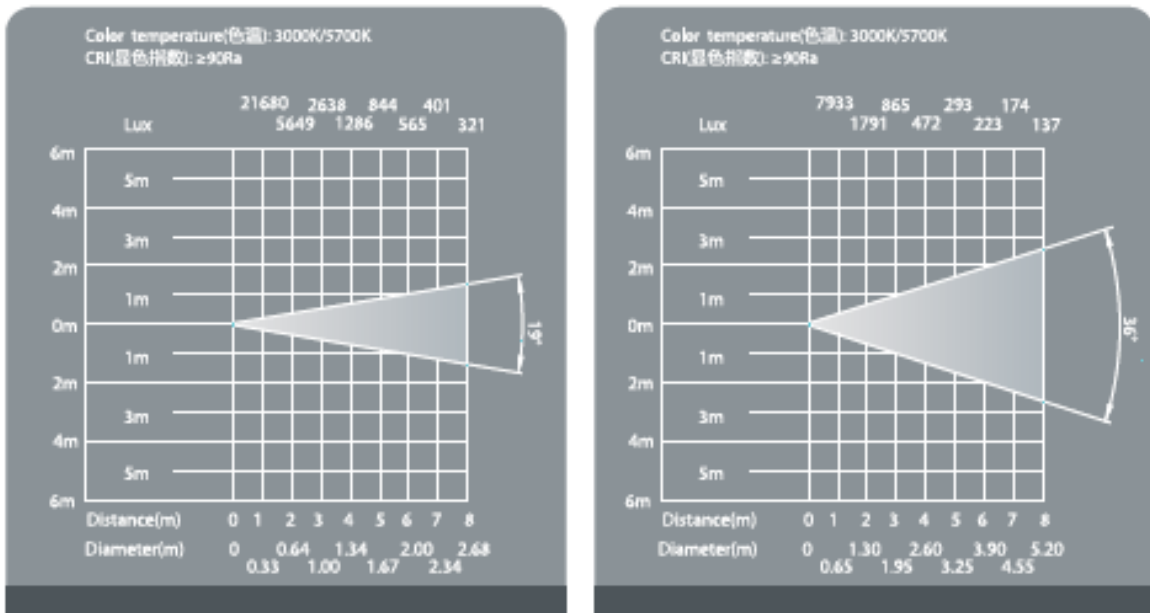 Color temperature(色温): 3000K/5700K
CRI(显色指数): ≥90Ra
21680 2638 844 401
Lux 5649 1286 565 321
6m
5m
4m
3m
2m
1m
0m
1m
2m
3m
4m
5m
6m
19°
Distance(m) 0 1 2 3 4 5 6 7 8
Diameter(m) 0 0.64 1.34 2.00 2.68
0.33 1.00 1.67 2.34
Color temperature(色温): 3000K/5700K
CRI(显色指数): ≥90Ra
7933 865 293 174
Lux 1791 472 223 137
6m
5m
4m
3m
2m
1m
0m
1m
2m
3m
4m
5m
6m
36°
Distance(m) 0 1 2 3 4 5 6 7 8
Diameter(m) 0 1.30 2.60 3.90 5.20
0.65 1.95 3.25 4.55